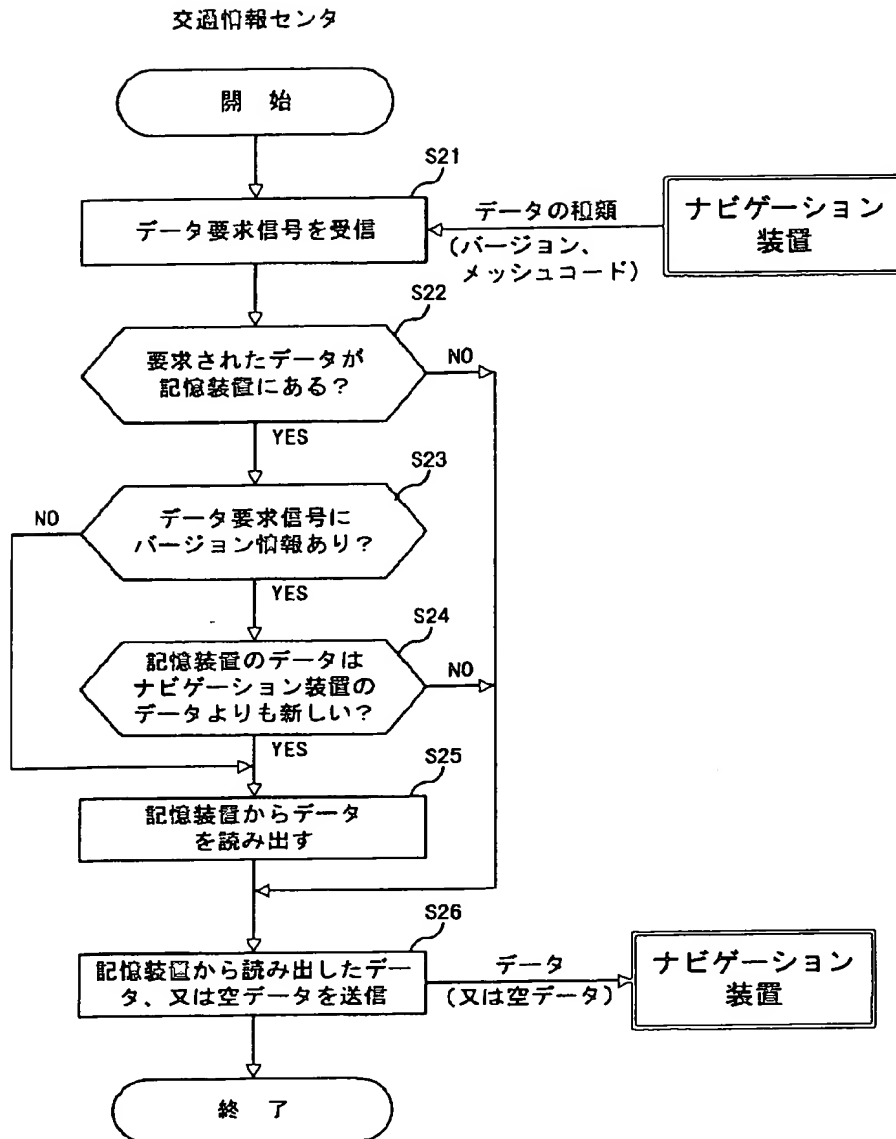 交通情報センタ
開 始
S21
データ要求信号を受信
データの種類
(バージョン、
メッシュコード)
ナビゲーション
装置
S22
要求されたデータが
記憶装置にある?
NO
YES
S23
データ要求信号に
バージョン情報あり?
NO
YES
S24
記憶装置のデータは
ナビゲーション装置の
データよりも新しい?
NO
YES
S25
記憶装置からデータ
を読み出す
S26
記憶装置から読み出したデー
タ、又は空データを送信
データ
(又は空データ)
ナビゲーション
装置
終 了